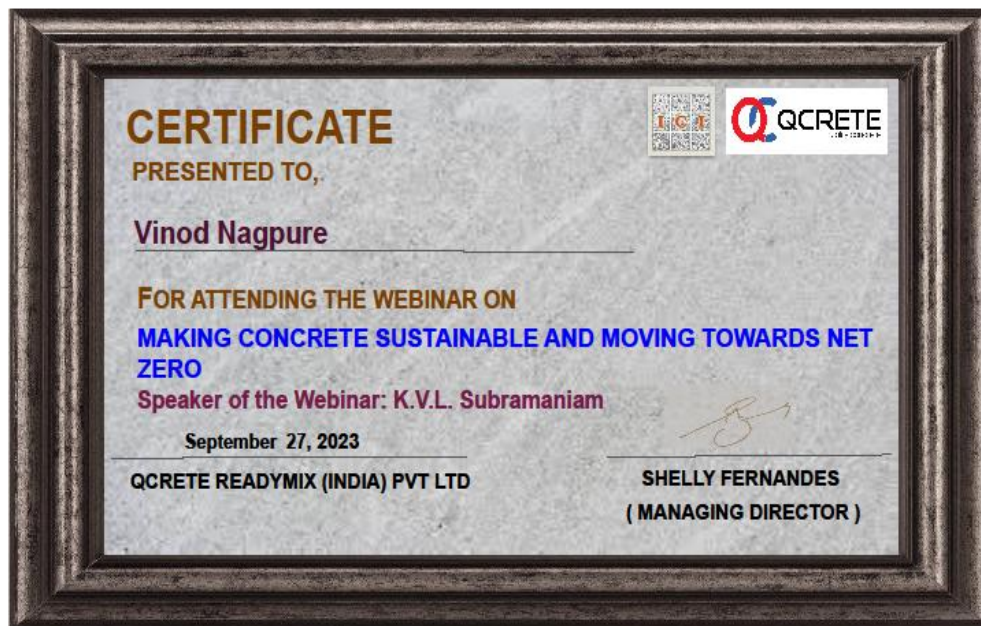 CERTIFICATE
ICI
QCRETE
PRESENTED TO,
Vinod Nagpure
FOR ATTENDING THE WEBINAR ON
MAKING CONCRETE SUSTAINABLE AND MOVING TOWARDS NET
ZERO
Speaker of the Webinar: K.V.L. Subramaniam
September 27, 2023
QCRETE READYMIX (INDIA) PVT LTD
SHELLY FERNANDES
( MANAGING DIRECTOR )